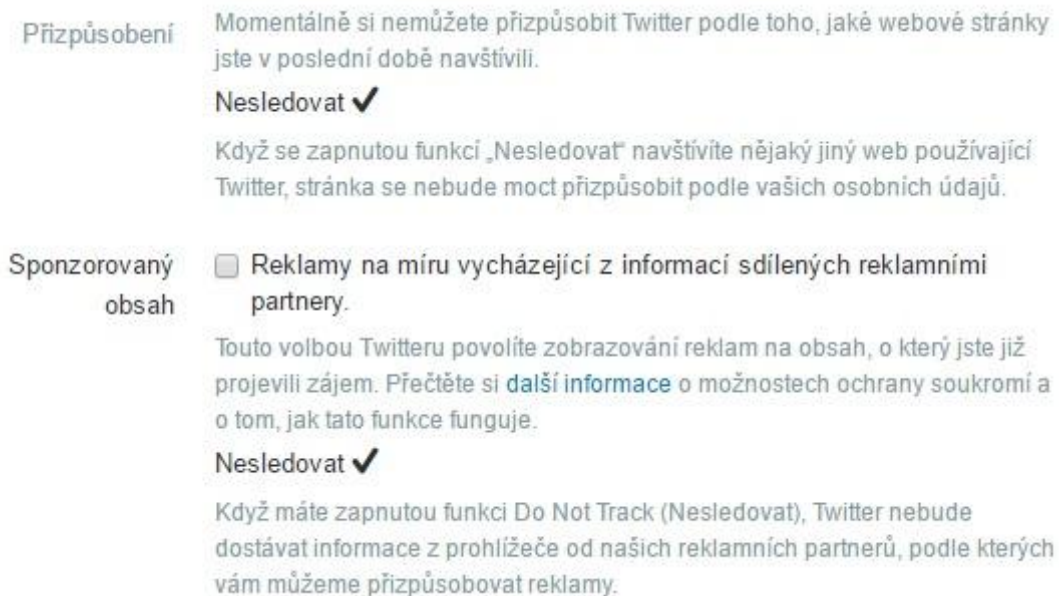 Přizpůsobení
Momentálně si nemůžete přizpůsobit Twitter podle toho, jaké webové stránky
jste v poslední době navštívili.
Nesledovat ✔
Když se zapnutou funkcí „Nesledovat“ navštívíte nějaký jiný web používající
Twitter, stránka se nebude moct přizpůsobit podle vašich osobních údajů.
Sponzorovaný
obsah
Reklamy na míru vycházející z informací sdílených reklamními
partnery.
Touto volbou Twitteru povolíte zobrazování reklam na obsah, o který jste již
projevili zájem. Přečtěte si další informace o možnostech ochrany soukromí a
o tom, jak tato funkce funguje.
Nesledovat ✔
Když máte zapnutou funkci Do Not Track (Nesledovat), Twitter nebude
dostávat informace z prohlížeče od našich reklamních partnerů, podle kterých
vám můžeme přizpůsobovat reklamy.